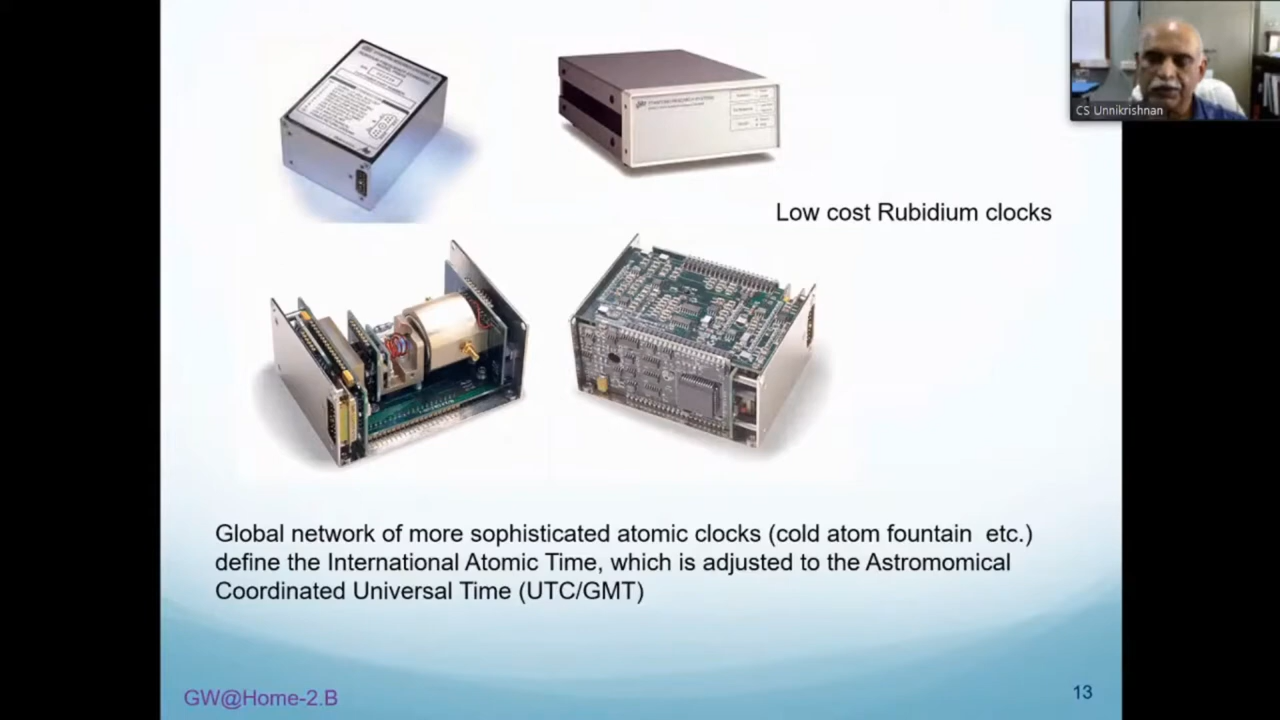 CS Unnikrishnan
Low cost Rubidium clocks
Global network of more sophisticated atomic clocks (cold atom fountain etc.)
define the International Atomic Time, which is adjusted to the Astromomical
Coordinated Universal Time (UTC/GMT)
GW@Home-2.B
13